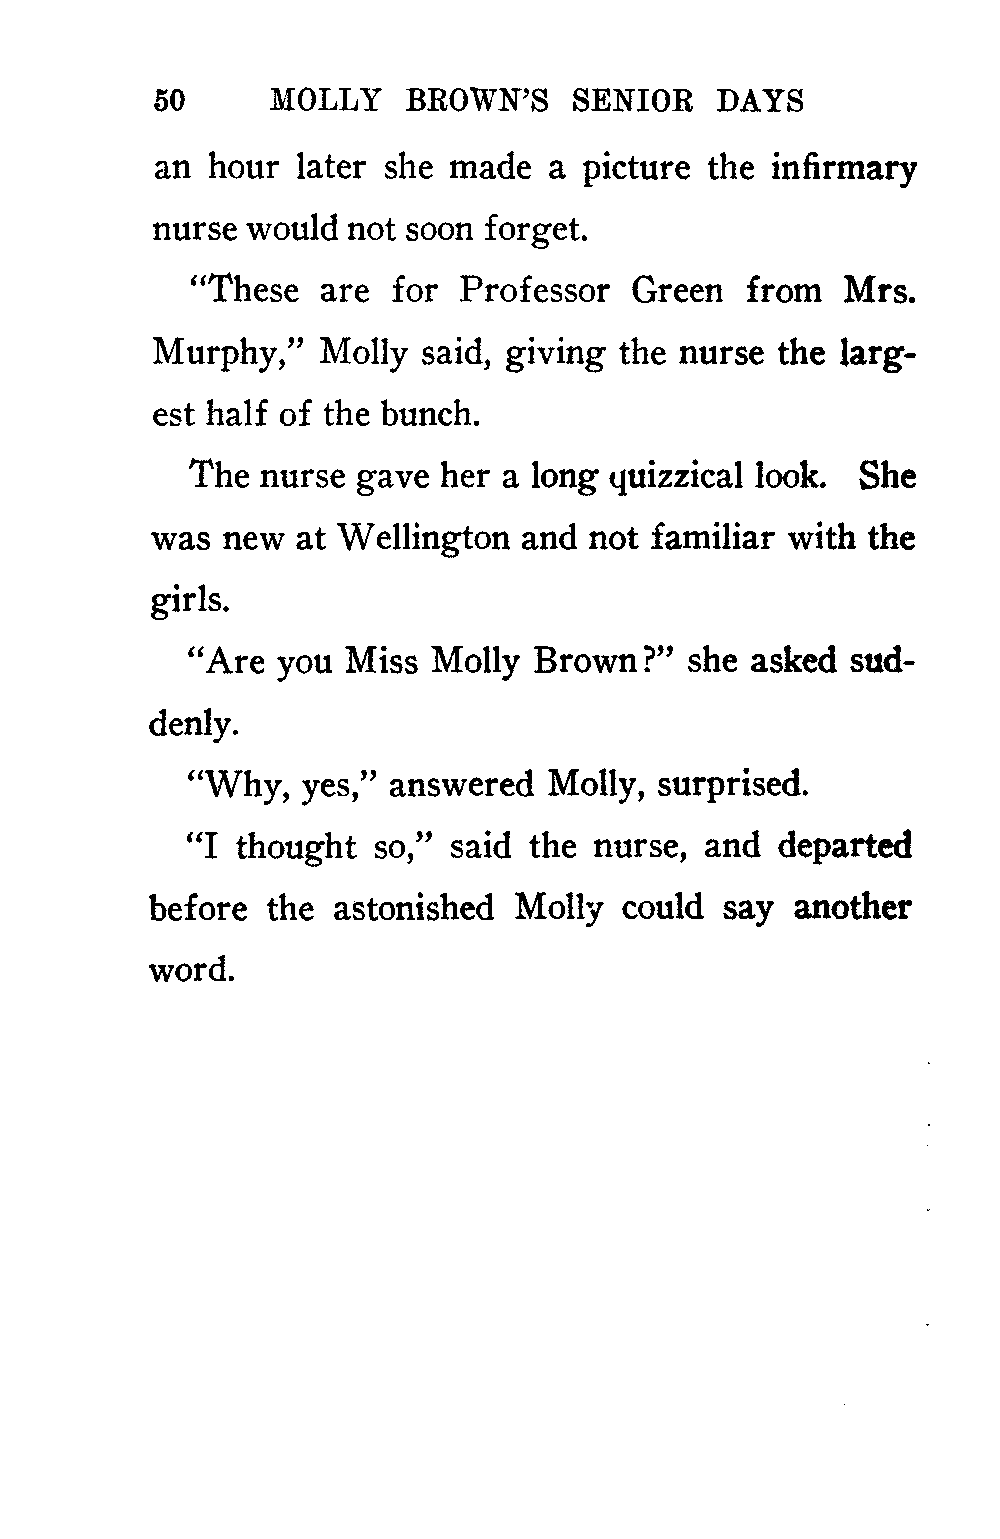 50 MOLLY BROWN'S SENIOR DAYS
an hour later she made a picture the infirmary
nurse would not soon forget.
“These are for Professor Green from Mrs.
Murphy,” Molly said, giving the nurse the larg-
est half of the bunch.
The nurse gave her a long quizzical look. She
was new at Wellington and not familiar with the
girls.
“Are you Miss Molly Brown?” she asked sud-
denly.
“Why, yes,” answered Molly, surprised.
“I thought so,” said the nurse, and departed
before the astonished Molly could say another
word.